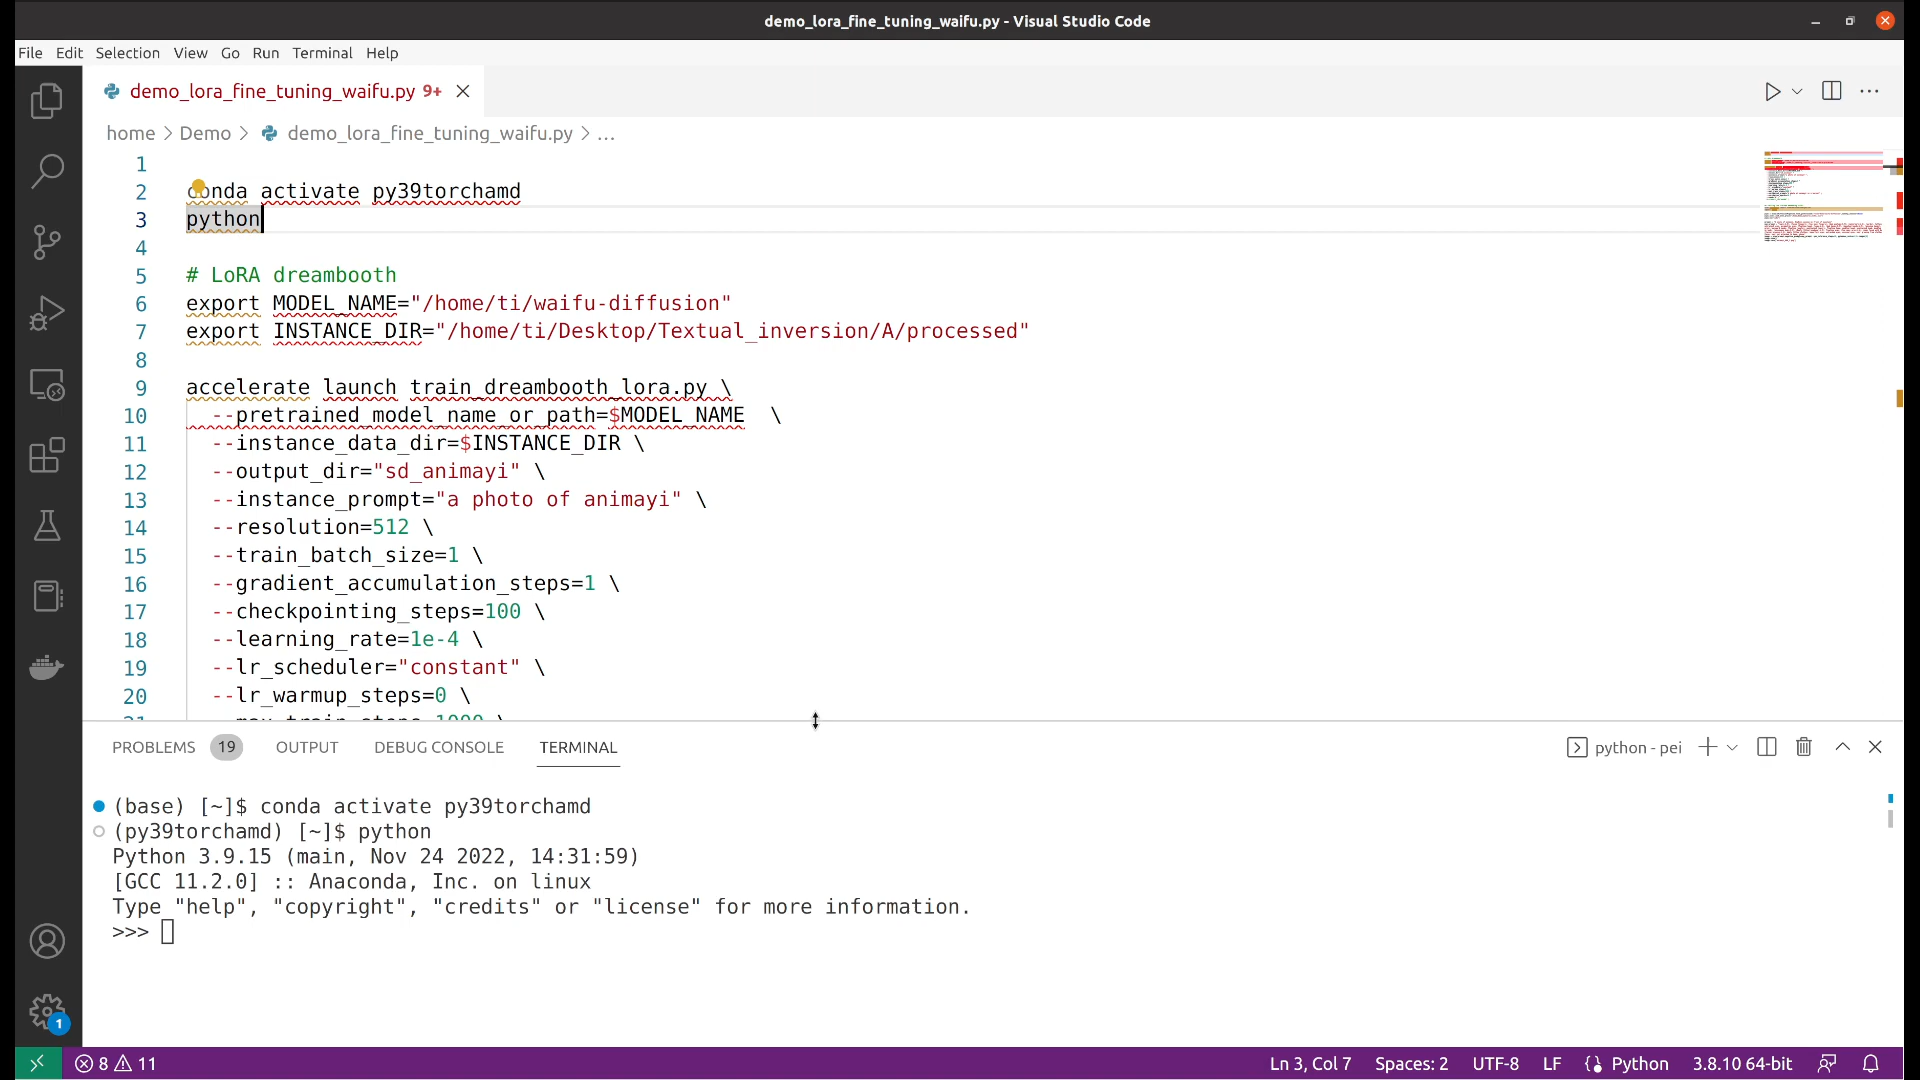 demo_lora_fine_tuning_waifu.py - Visual Studio Code
File Edit Selection View Go Run Terminal Help
demo_lora_fine_tuning_waifu.py 9+
home > Demo > demo_lora_fine_tuning_waifu.py > ...
1
2 conda activate py39torchamd
3 python
4
5 # LoRA dreambooth
6 export MODEL_NAME="/home/ti/waifu-diffusion"
7 export INSTANCE_DIR="/home/ti/Desktop/Textual_inversion/A/processed"
8
9 accelerate launch train_dreambooth_lora.py \
10 --pretrained_model_name_or_path=$MODEL_NAME \
11 --instance_data_dir=$INSTANCE_DIR \
12 --output_dir="sd_animayi" \
13 --instance_prompt="a photo of animayi" \
14 --resolution=512 \
15 --train_batch_size=1 \
16 --gradient_accumulation_steps=1 \
17 --checkpointing_steps=100 \
18 --learning_rate=1e-4 \
19 --lr_scheduler="constant" \
20 --lr_warmup_steps=0 \
PROBLEMS 19 OUTPUT DEBUG CONSOLE TERMINAL python - pei
(base) [~]$ conda activate py39torchamd
(py39torchamd) [~]$ python
Python 3.9.15 (main, Nov 24 2022, 14:31:59)
[GCC 11.2.0] :: Anaconda, Inc. on linux
Type "help", "copyright", "credits" or "license" for more information.
>>>
1
8 11 Ln 3, Col 7 Spaces: 2 UTF-8 LF Python 3.8.10 64-bit